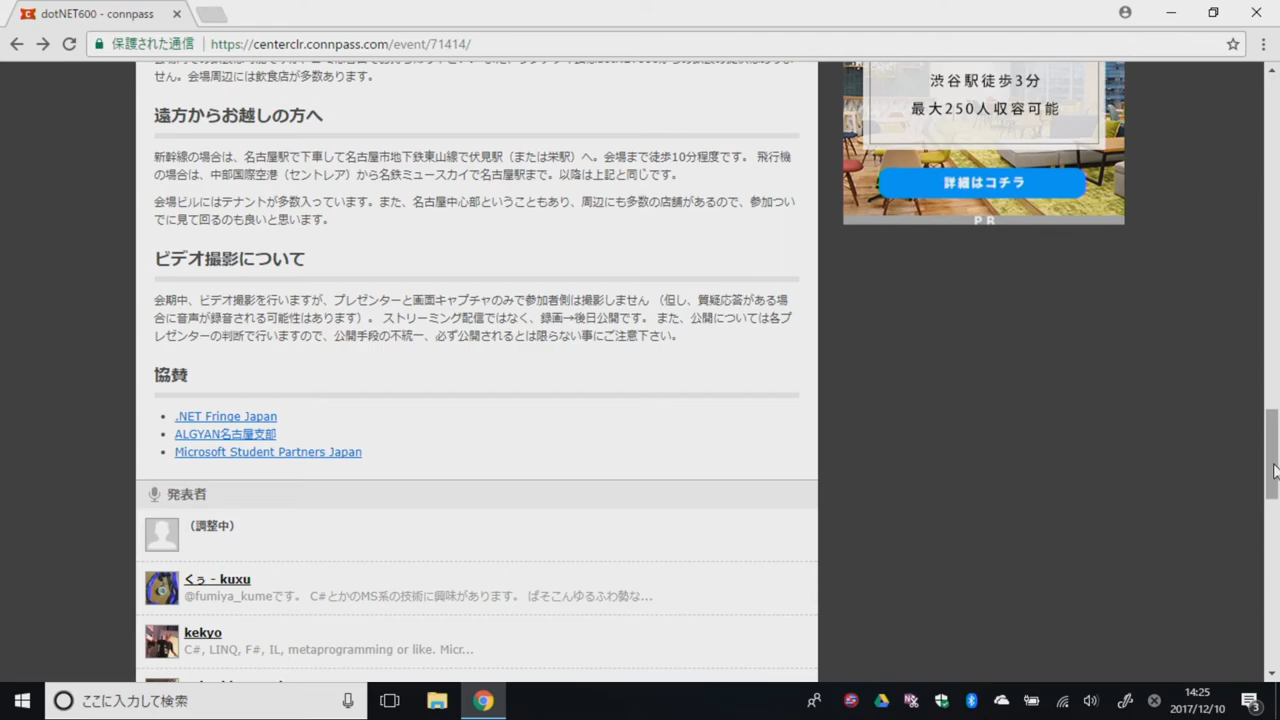 dotNET600 - connpass
保護された通信
https://centerclr.connpass.com/event/71414/
せん。会場周辺には飲食店が多数あります。
遠方からお越しの方へ
新幹線の場合は、名古屋駅で下車して名古屋市地下鉄東山線で伏見駅（または栄駅）へ。会場まで徒歩10分程度です。 飛行機
の場合は、中部国際空港（セントレア）から名鉄ミュースカイで名古屋駅まで。以降は上記と同じです。
会場ビルにはテナントが多数入っています。また、名古屋中心部ということもあり、周辺にも多数の店舗があるので、参加つい
でに見て回るのも良いと思います。
ビデオ撮影について
会期中、ビデオ撮影を行いますが、プレゼンターと画面キャプチャのみで参加者側は撮影しません （但し、質疑応答がある場
合に音声が録音される可能性はあります）。 ストリーミング配信ではなく、録画→後日公開です。 また、公開については各プ
レゼンターの判断で行いますので、公開手段の不統一、必ず公開されるとは限らない事にご注意下さい。
協賛
.NET Fringe Japan
ALGYAN名古屋支部
Microsoft Student Partners Japan
発表者
（調整中）
くぅ - kuxu
@fumiya_kumeです。 C#とかのMS系の技術に興味があります。 ぱそこんゆるふわ勢な...
kekyo
C#, LINQ, F#, IL, metaprogramming or like. Micr...
渋谷駅徒歩3分
最大250人収容可能
詳細はコチラ
PR
ここに入力して検索
14:25
2017/12/10
3